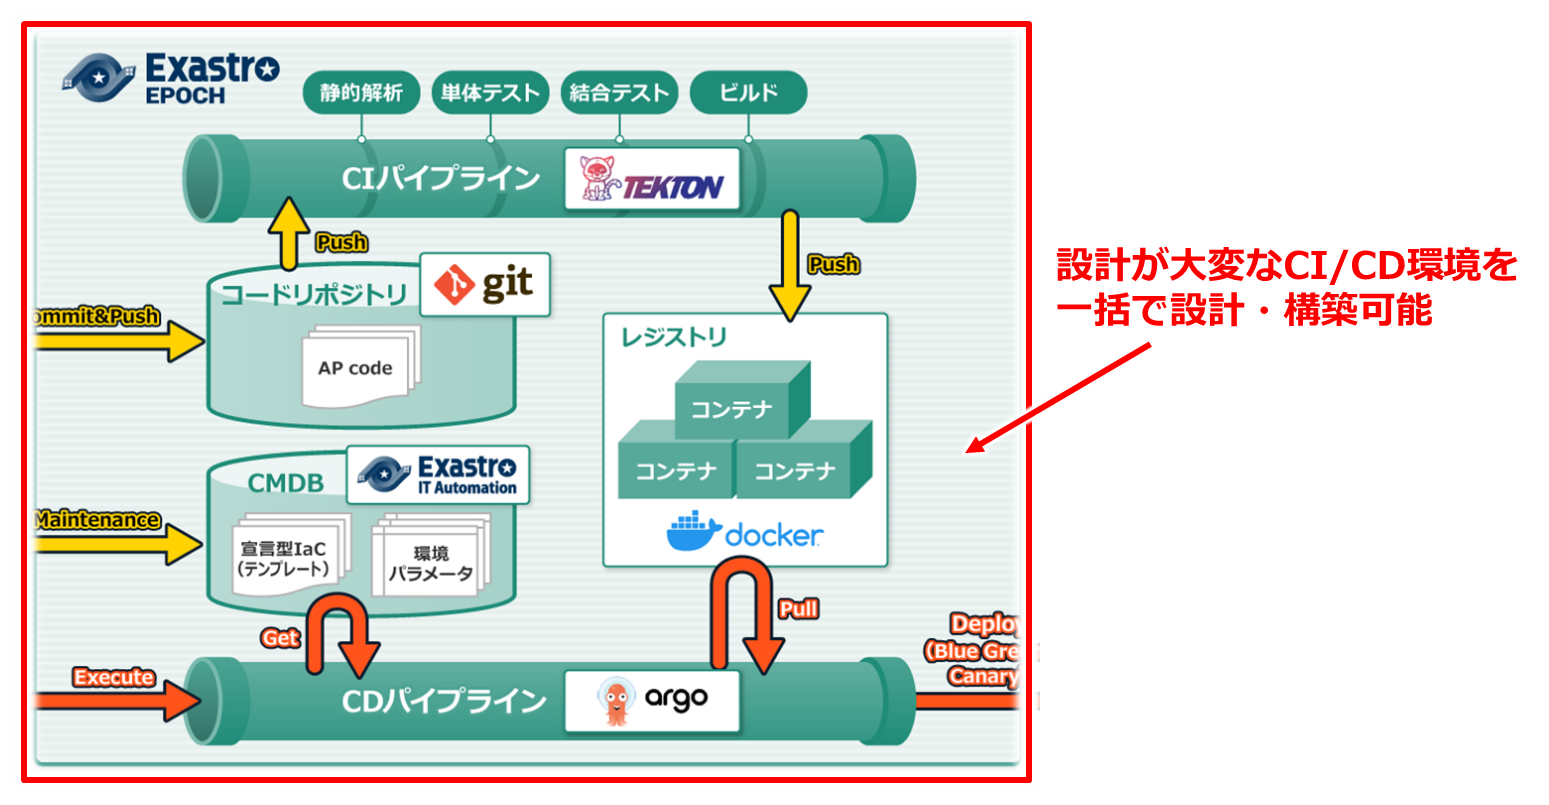 Exastro
EPOCH
静的解析
単体テスト
結合テスト
ビルド
CIパイプライン
TEKTON
Push
Push
コードリポジトリ
git
ommit&Push
AP code
設計が大変なCI/CD環境を
一括で設計・構築可能
レジストリ
コンテナ
コンテナ
コンテナ
docker
CMDB
Exastro
IT Automation
Maintenance
宣言型IaC
(テンプレート)
環境
パラメータ
Get
Pull
Execute
CDパイプライン
argo
Deploy
(Blue Gre
Canary